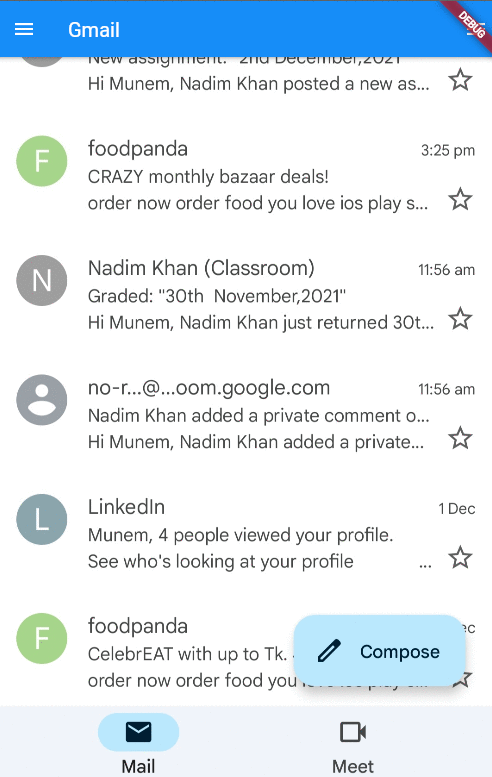 Gmail
DEBUG
New assignment: "2nd December,2021"
Hi Munem, Nadim Khan posted a new as...
F
foodpanda
3:25 pm
CRAZY monthly bazaar deals!
order now order food you love ios play s...
N
Nadim Khan (Classroom)
11:56 am
Graded: "30th  November,2021"
Hi Munem, Nadim Khan just returned 30t...
no-r...@...oom.google.com
11:56 am
Nadim Khan added a private comment o...
Hi Munem, Nadim Khan added a private...
L
LinkedIn
1 Dec
Munem, 4 people viewed your profile.
See who's looking at your profile ...
F
foodpanda
CelebrEAT with up to Tk.
order now order food you love ios play
Compose
Mail
Meet